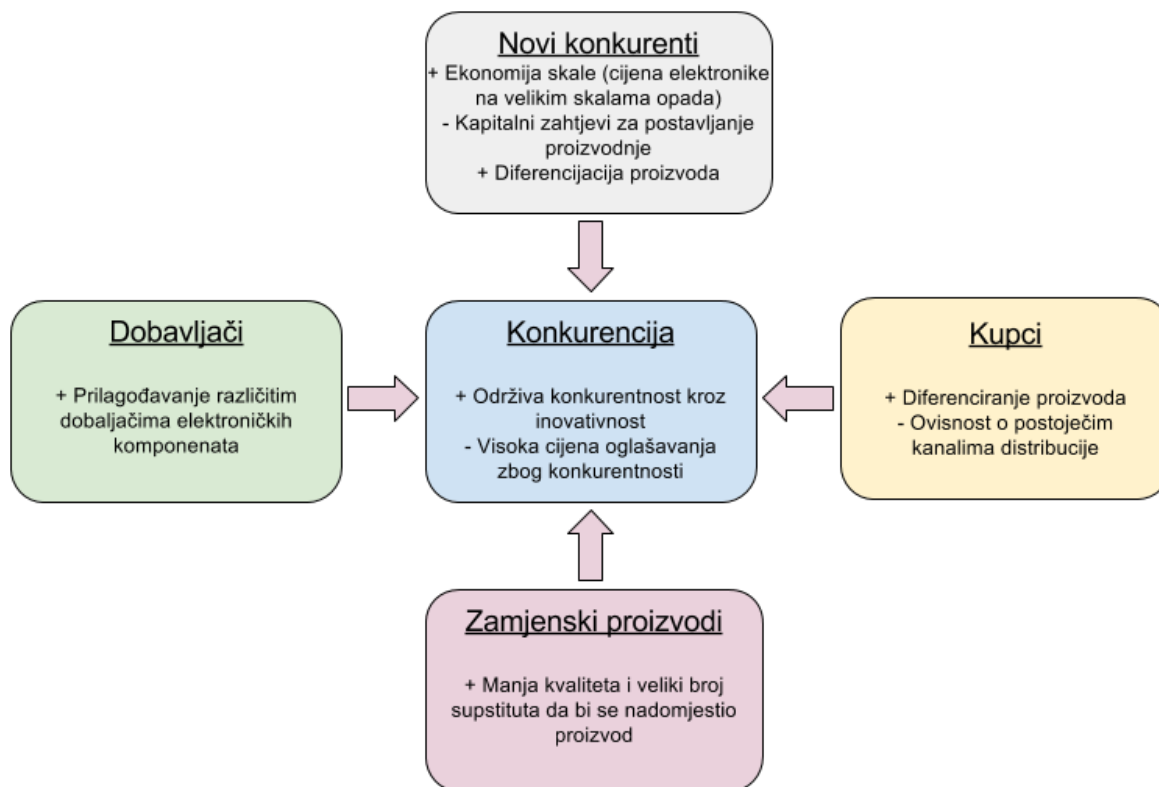 Novi konkurenti
+ Ekonomija skale (cijena elektronike
na velikim skalama opada)
- Kapitalni zahtjevi za postavljanje
proizvodnje
+ Diferencijacija proizvoda
Dobavljači
+ Prilagođavanje različitim
dobaljačima elektroničkih
komponenata
Konkurencija
+ Održiva konkurentnost kroz
inovativnost
- Visoka cijena oglašavanja
zbog konkurentnosti
Kupci
+ Diferenciranje proizvoda
- Ovisnost o postoječim
kanalima distribucije
Zamjenski proizvodi
+ Manja kvaliteta i veliki broj
supstituta da bi se nadomjestio
proizvod